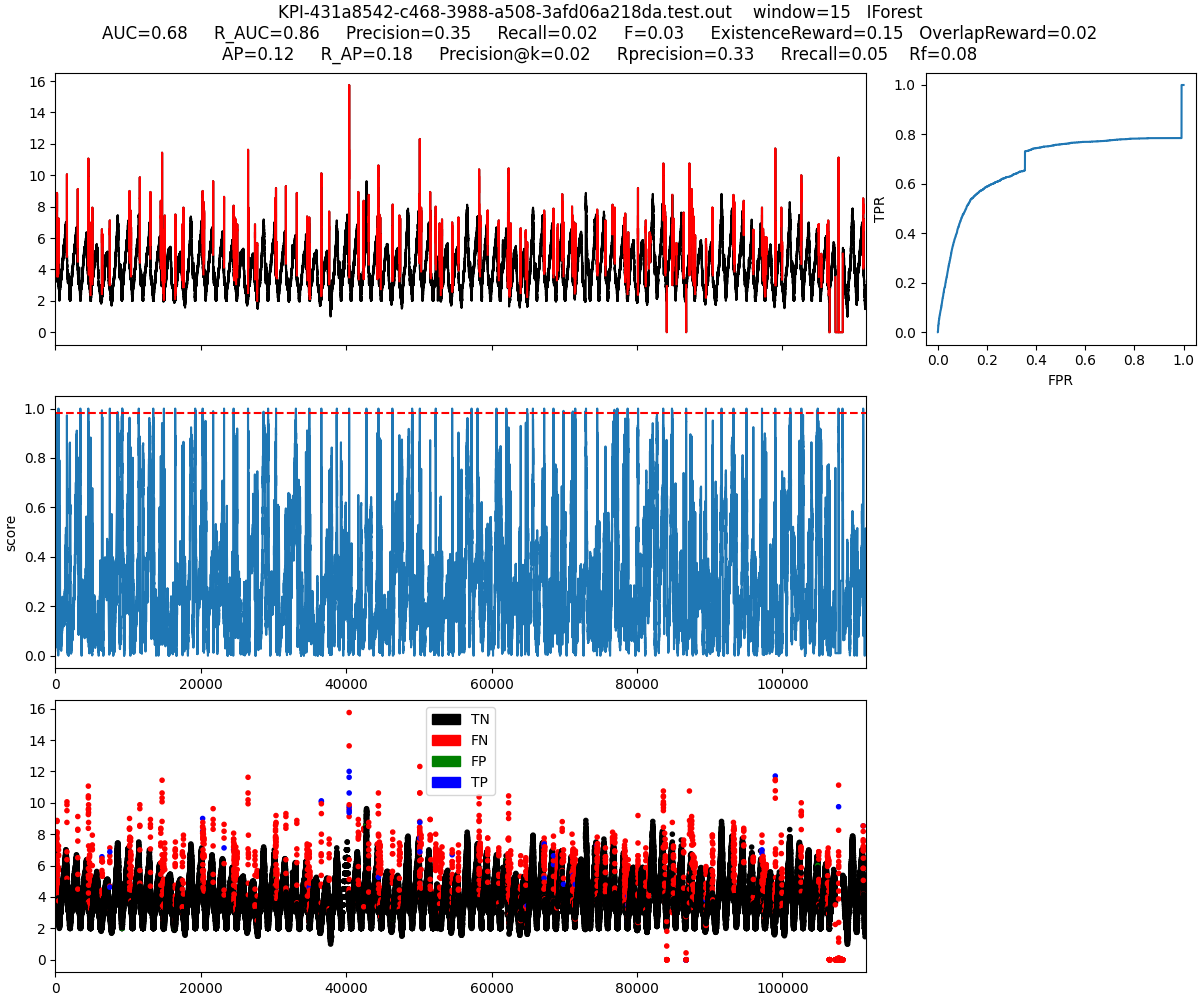 KPI-431a8542-c468-3988-a508-3afd06a218da.test.out    window=15   IForest
AUC=0.68     R_AUC=0.86     Precision=0.35     Recall=0.02     F=0.03     ExistenceReward=0.15   OverlapReward=0.02
AP=0.12     R_AP=0.18     Precision@k=0.02     Rprecision=0.33     Rrecall=0.05     Rf=0.08
16
14
12
10
8
6
4
2
0
1.0
0.8
0.6
0.4
0.2
0.0
TPR
0.0 0.2 0.4 0.6 0.8 1.0
FPR
1.0
0.8
0.6
0.4
0.2
0.0
score
0 20000 40000 60000 80000 100000
16
14
12
10
8
6
4
2
0
TN
FN
FP
TP
0 20000 40000 60000 80000 100000